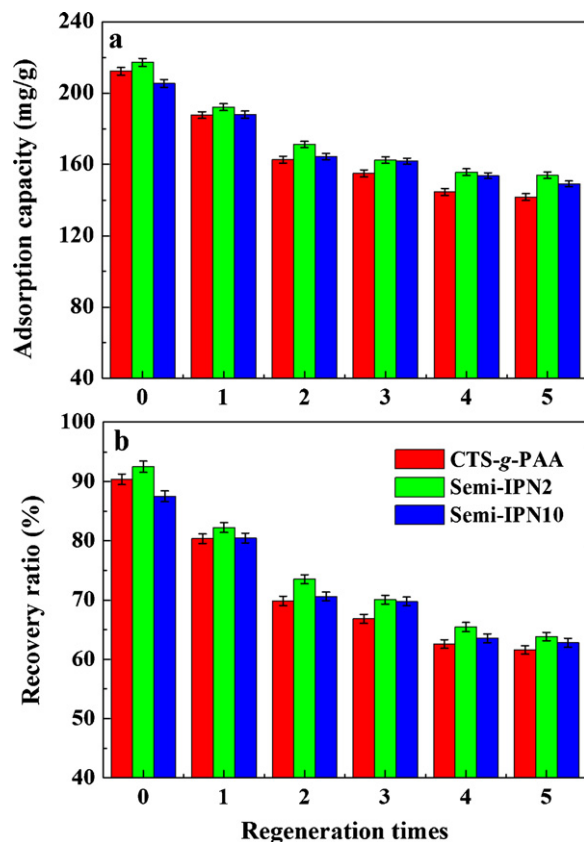 a
Adsorption capacity (mg/g)
240
200
160
120
80
40
0 1 2 3 4 5
b
Recovery ratio (%)
100
90
80
70
60
50
40
CTS-g-PAA
Semi-IPN2
Semi-IPN10
0 1 2 3 4 5
Regeneration times